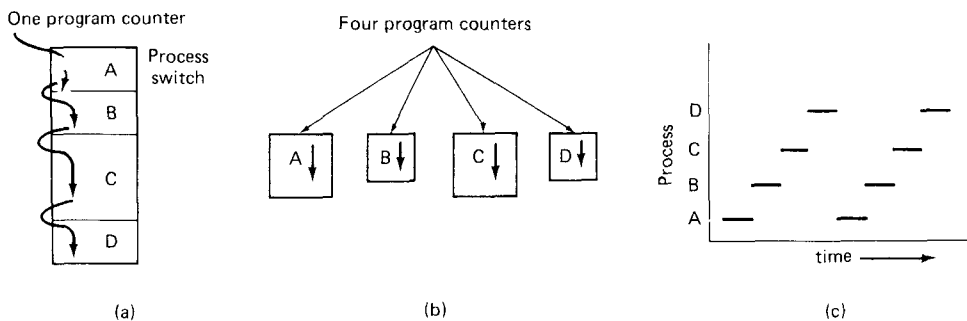 One program counter
Process
switch
A
B
C
D
(a)
Four program counters
A
B
C
D
(b)
Process
D
C
B
A
time
(c)